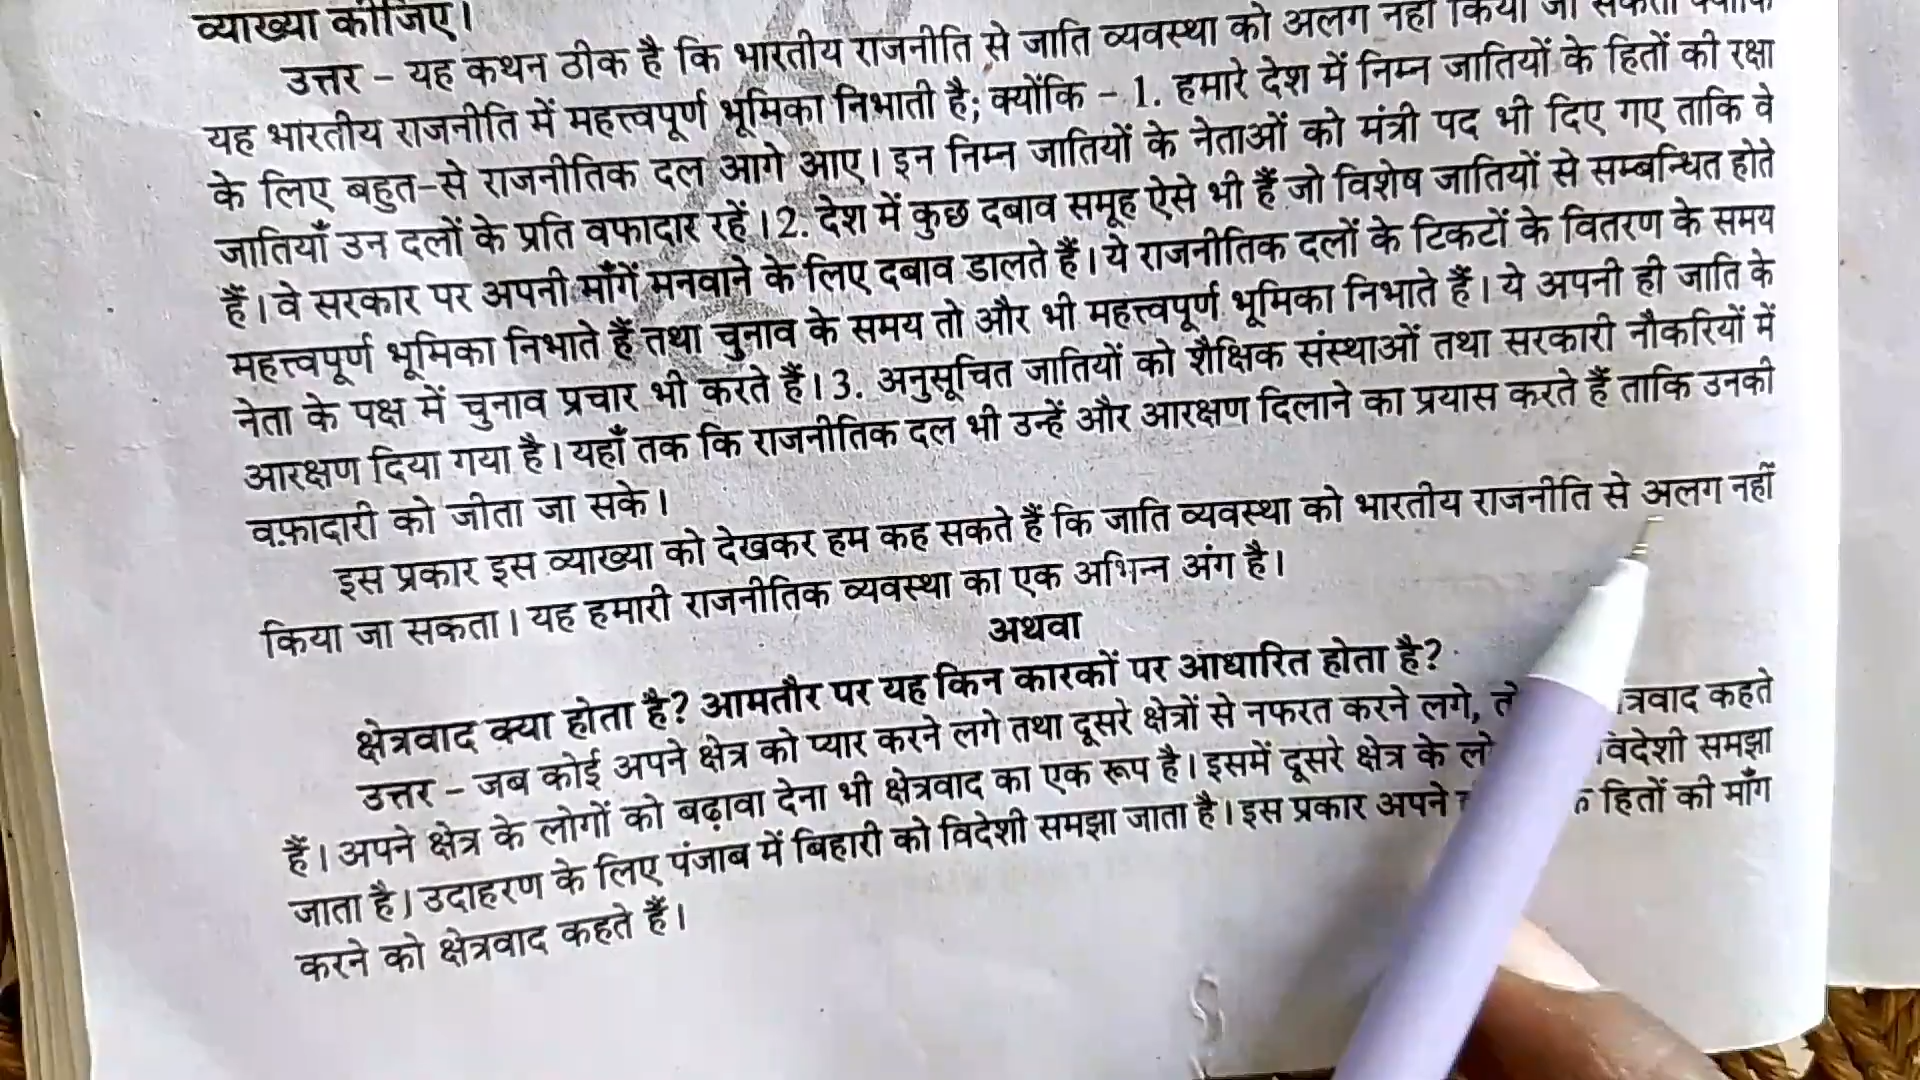 व्याख्या कीजिए।
उत्तर – यह कथन ठीक है कि भारतीय राजनीति से जाति व्यवस्था को अलग नहीं किया जा सकता क्योंकि
यह भारतीय राजनीति में महत्त्वपूर्ण भूमिका निभाती है; क्योंकि – 1. हमारे देश में निम्न जातियों के हितों की रक्षा
के लिए बहुत-से राजनीतिक दल आगे आए। इन निम्न जातियों के नेताओं को मंत्री पद भी दिए गए ताकि वे
जातियाँ उन दलों के प्रति वफादार रहें। 2. देश में कुछ दबाव समूह ऐसे भी हैं जो विशेष जातियों से सम्बन्धित होते
हैं। वे सरकार पर अपनी माँगें मनवाने के लिए दबाव डालते हैं। ये राजनीतिक दलों के टिकटों के वितरण के समय
महत्त्वपूर्ण भूमिका निभाते हैं तथा चुनाव के समय तो और भी महत्त्वपूर्ण भूमिका निभाते हैं। ये अपनी ही जाति के
नेता के पक्ष में चुनाव प्रचार भी करते हैं। 3. अनुसूचित जातियों को शैक्षिक संस्थाओं तथा सरकारी नौकरियों में
आरक्षण दिया गया है। यहाँ तक कि राजनीतिक दल भी उन्हें और आरक्षण दिलाने का प्रयास करते हैं ताकि उनकी
वफ़ादारी को जीता जा सके।
इस प्रकार इस व्याख्या को देखकर हम कह सकते हैं कि जाति व्यवस्था को भारतीय राजनीति से अलग नहीं
किया जा सकता। यह हमारी राजनीतिक व्यवस्था का एक अभिन्न अंग है।
अथवा
क्षेत्रवाद क्या होता है? आमतौर पर यह किन कारकों पर आधारित होता है?
उत्तर – जब कोई अपने क्षेत्र को प्यार करने लगे तथा दूसरे क्षेत्रों से नफरत करने लगे, कहते
हैं। अपने क्षेत्र के लोगों को बढ़ावा देना भी क्षेत्रवाद का एक रूप है। इसमें दूसरे क्षेत्र के विदेशी समझा
जाता है। उदाहरण के लिए पंजाब में बिहारी को विदेशी समझा जाता है। इस प्रकार अपने हितों की माँग
करने को क्षेत्रवाद कहते हैं।